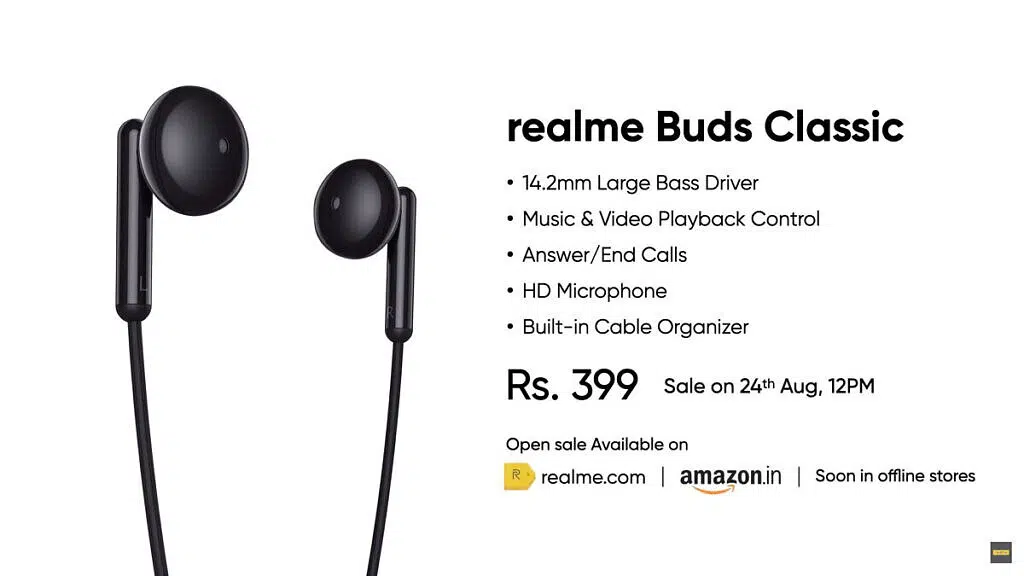 realme Buds Classic
• 14.2mm Large Bass Driver
• Music & Video Playback Control
• Answer/End Calls
• HD Microphone
• Built-in Cable Organizer
Rs. 399 Sale on 24th Aug, 12PM
Open sale Available on
R realme.com | amazon.in | Soon in offline stores
L
R